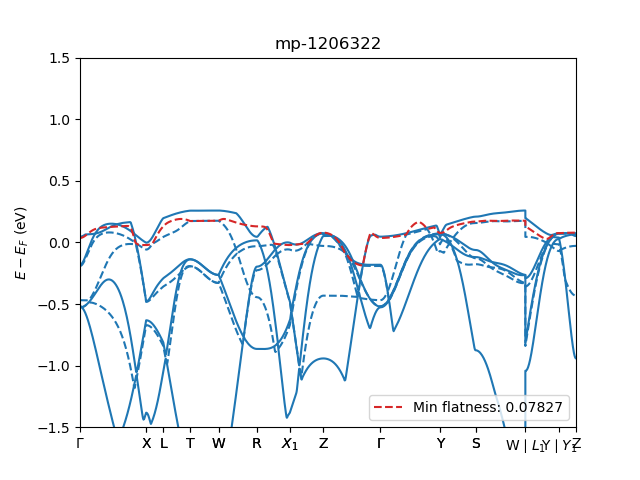 mp-1206322
E − E_F (eV)
1.5
1.0
0.5
0.0
−0.5
−1.0
−1.5
Min flatness: 0.07827
Γ X L T W R X₁ Z Γ Y S W | L₁Y | Y₁Z